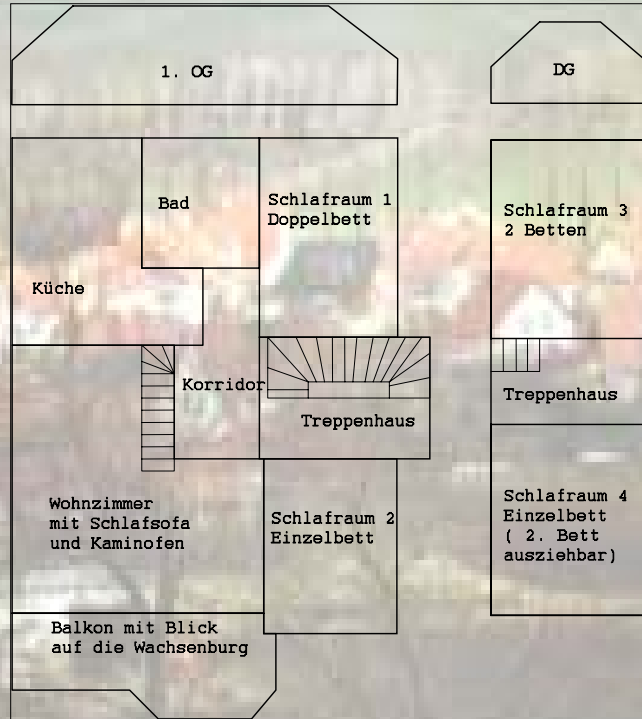 1. OG
DG
Bad
Schlafraum 1
Doppelbett
Schlafraum 3
2 Betten
Küche
Korridor
Treppenhaus
Treppenhaus
Wohnzimmer
mit Schlafsofa
und Kaminofen
Schlafraum 2
Einzelbett
Schlafraum 4
Einzelbett
( 2. Bett
ausziehbar)
Balkon mit Blick
auf die Wachsenburg